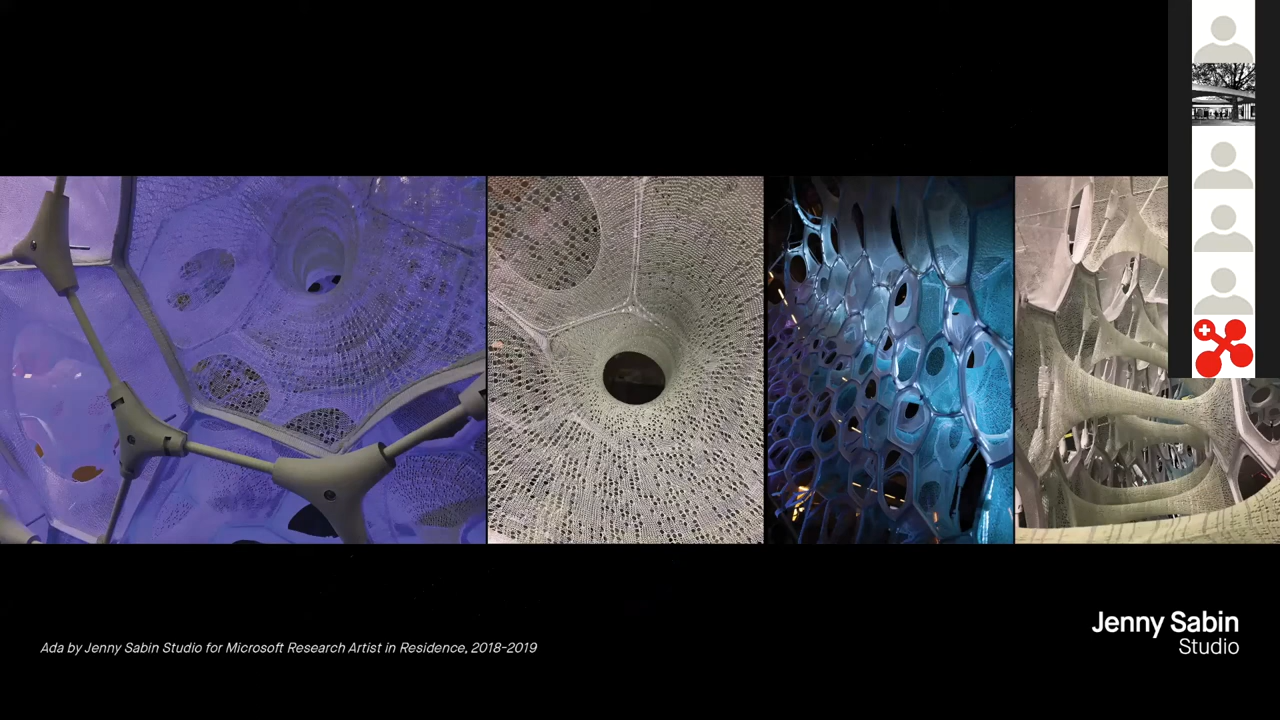 Ada by Jenny Sabin Studio for Microsoft Research Artist in Residence, 2018-2019
Jenny Sabin
Studio